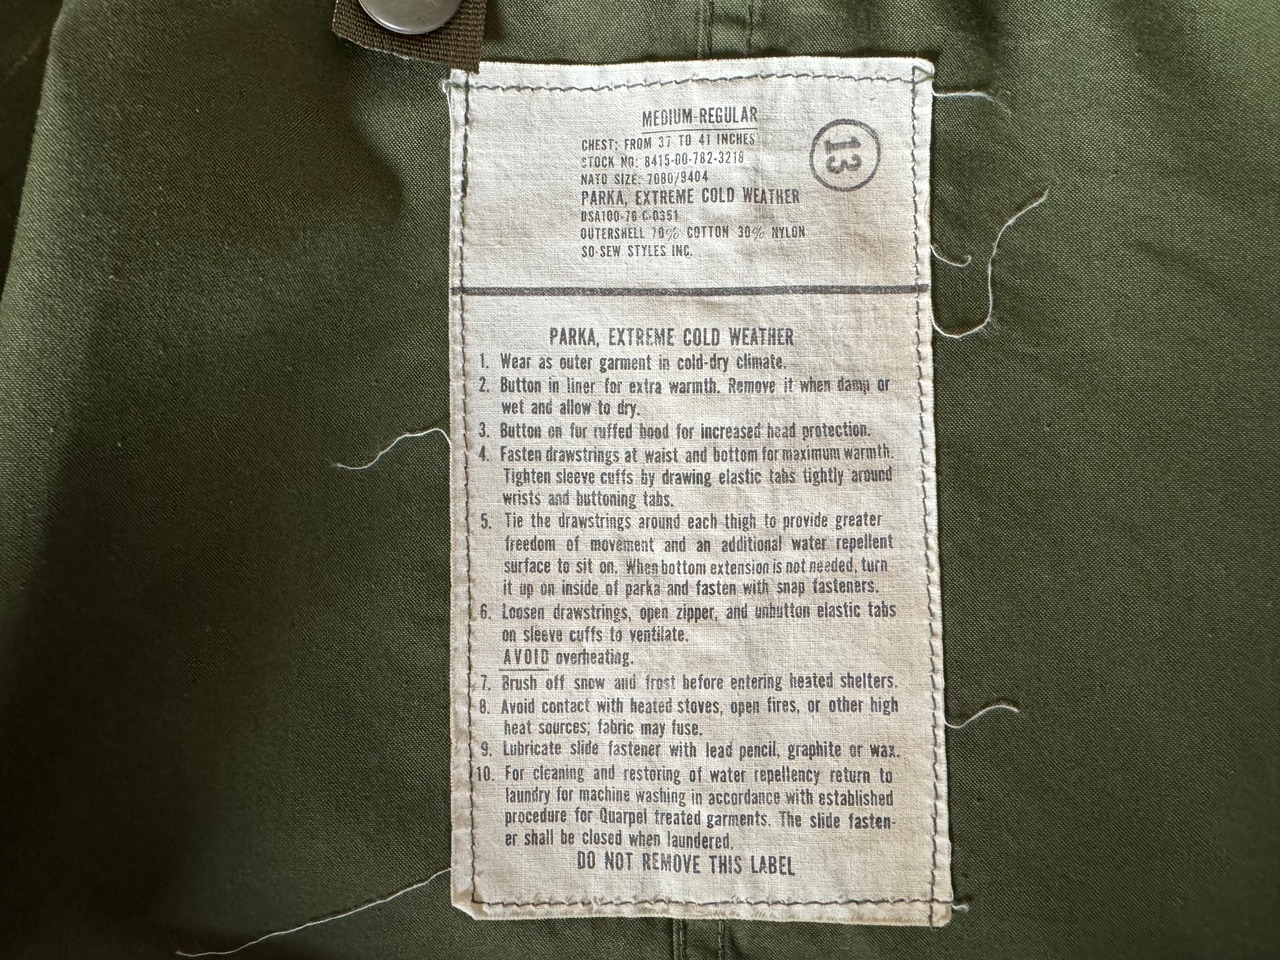 MEDIUM-REGULAR
13
CHEST: FROM 37 TO 41 INCHES
STOCK NO: 8415-00-782-3218
NATO SIZE: 7080/9404
PARKA, EXTREME COLD WEATHER
DSA100-76 C-0351
OUTERSHELL 70% COTTON 30% NYLON
SO-SEW STYLES INC.
PARKA, EXTREME COLD WEATHER
1. Wear as outer garment in cold-dry climate.
2. Button in liner for extra warmth. Remove it when damp or
wet and allow to dry.
3. Button on fur ruffed hood for increased head protection.
4. Fasten drawstrings at waist and bottom for maximum warmth.
Tighten sleeve cuffs by drawing elastic tabs tightly around
wrists and buttoning tabs.
5. Tie the drawstrings around each thigh to provide greater
freedom of movement and an additional water repellent
surface to sit on. When bottom extension is not needed, turn
it up on inside of parka and fasten with snap fasteners.
6. Loosen drawstrings, open zipper, and unbutton elastic tabs
on sleeve cuffs to ventilate.
AVOID overheating.
7. Brush off snow and frost before entering heated shelters.
8. Avoid contact with heated stoves, open fires, or other high
heat sources; fabric may fuse.
9. Lubricate slide fastener with lead pencil, graphite or wax.
10. For cleaning and restoring of water repellency return to
laundry for machine washing in accordance with established
procedure for Quarpel treated garments. The slide fasten-
er shall be closed when laundered.
DO NOT REMOVE THIS LABEL